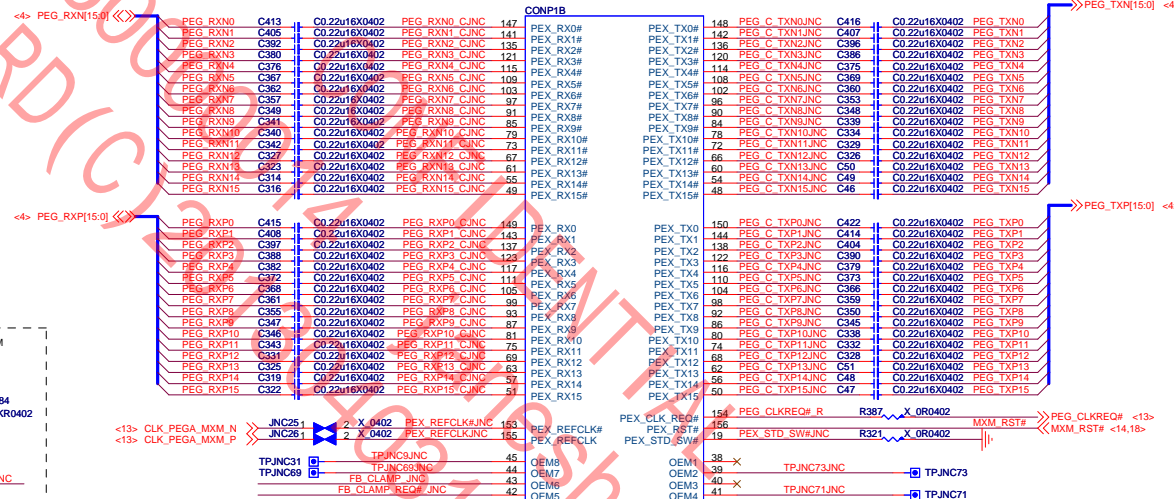 <4> PEG_RXN[15:0]
CONP1B
PEG_TXN[15:0] <4
PEG_RXN0 C413 C0.22u16X0402 PEG_RXN0_CJNC 147 PEX_RX0# PEX_TX0# 148 PEG_C_TXN0JNC C416 C0.22u16X0402 PEG_TXN0
PEG_RXN1 C405 C0.22u16X0402 PEG_RXN1_CJNC 141 PEX_RX1# PEX_TX1# 142 PEG_C_TXN1JNC C407 C0.22u16X0402 PEG_TXN1
PEG_RXN2 C392 C0.22u16X0402 PEG_RXN2_CJNC 135 PEX_RX2# PEX_TX2# 136 PEG_C_TXN2JNC C396 C0.22u16X0402 PEG_TXN2
PEG_RXN3 C380 C0.22u16X0402 PEG_RXN3_CJNC 121 PEX_RX3# PEX_TX3# 120 PEG_C_TXN3JNC C386 C0.22u16X0402 PEG_TXN3
PEG_RXN4 C376 C0.22u16X0402 PEG_RXN4_CJNC 115 PEX_RX4# PEX_TX4# 114 PEG_C_TXN4JNC C375 C0.22u16X0402 PEG_TXN4
PEG_RXN5 C367 C0.22u16X0402 PEG_RXN5_CJNC 109 PEX_RX5# PEX_TX5# 108 PEG_C_TXN5JNC C369 C0.22u16X0402 PEG_TXN5
PEG_RXN6 C362 C0.22u16X0402 PEG_RXN6_CJNC 103 PEX_RX6# PEX_TX6# 102 PEG_C_TXN6JNC C360 C0.22u16X0402 PEG_TXN6
PEG_RXN7 C357 C0.22u16X0402 PEG_RXN7_CJNC 97 PEX_RX7# PEX_TX7# 96 PEG_C_TXN7JNC C353 C0.22u16X0402 PEG_TXN7
PEG_RXN8 C349 C0.22u16X0402 PEG_RXN8_CJNC 91 PEX_RX8# PEX_TX8# 90 PEG_C_TXN8JNC C348 C0.22u16X0402 PEG_TXN8
PEG_RXN9 C341 C0.22u16X0402 PEG_RXN9_CJNC 85 PEX_RX9# PEX_TX9# 84 PEG_C_TXN9JNC C339 C0.22u16X0402 PEG_TXN9
PEG_RXN10 C340 C0.22u16X0402 PEG_RXN10_CJNC 79 PEX_RX10# PEX_TX10# 78 PEG_C_TXN10JNC C334 C0.22u16X0402 PEG_TXN10
PEG_RXN11 C342 C0.22u16X0402 PEG_RXN11_CJNC 73 PEX_RX11# PEX_TX11# 72 PEG_C_TXN11JNC C329 C0.22u16X0402 PEG_TXN11
PEG_RXN12 C327 C0.22u16X0402 PEG_RXN12_CJNC 67 PEX_RX12# PEX_TX12# 66 PEG_C_TXN12JNC C326 C0.22u16X0402 PEG_TXN12
PEG_RXN13 C323 C0.22u16X0402 PEG_RXN13_CJNC 61 PEX_RX13# PEX_TX13# 60 PEG_C_TXN13JNC C50 C0.22u16X0402 PEG_TXN13
PEG_RXN14 C314 C0.22u16X0402 PEG_RXN14_CJNC 55 PEX_RX14# PEX_TX14# 54 PEG_C_TXN14JNC C49 C0.22u16X0402 PEG_TXN14
PEG_RXN15 C316 C0.22u16X0402 PEG_RXN15_CJNC 49 PEX_RX15# PEX_TX15# 48 PEG_C_TXN15JNC C46 C0.22u16X0402 PEG_TXN15
<4> PEG_RXP[15:0]
PEG_TXP[15:0] <4
PEG_RXP0 C415 C0.22u16X0402 PEG_RXP0_CJNC 149 PEX_RX0 PEX_TX0 150 PEG_C_TXP0JNC C422 C0.22u16X0402 PEG_TXP0
PEG_RXP1 C408 C0.22u16X0402 PEG_RXP1_CJNC 143 PEX_RX1 PEX_TX1 144 PEG_C_TXP1JNC C414 C0.22u16X0402 PEG_TXP1
PEG_RXP2 C397 C0.22u16X0402 PEG_RXP2_CJNC 137 PEX_RX2 PEX_TX2 138 PEG_C_TXP2JNC C404 C0.22u16X0402 PEG_TXP2
PEG_RXP3 C388 C0.22u16X0402 PEG_RXP3_CJNC 123 PEX_RX3 PEX_TX3 122 PEG_C_TXP3JNC C390 C0.22u16X0402 PEG_TXP3
PEG_RXP4 C382 C0.22u16X0402 PEG_RXP4_CJNC 117 PEX_RX4 PEX_TX4 116 PEG_C_TXP4JNC C379 C0.22u16X0402 PEG_TXP4
PEG_RXP5 C372 C0.22u16X0402 PEG_RXP5_CJNC 111 PEX_RX5 PEX_TX5 110 PEG_C_TXP5JNC C373 C0.22u16X0402 PEG_TXP5
PEG_RXP6 C368 C0.22u16X0402 PEG_RXP6_CJNC 105 PEX_RX6 PEX_TX6 104 PEG_C_TXP6JNC C366 C0.22u16X0402 PEG_TXP6
PEG_RXP7 C361 C0.22u16X0402 PEG_RXP7_CJNC 99 PEX_RX7 PEX_TX7 98 PEG_C_TXP7JNC C359 C0.22u16X0402 PEG_TXP7
PEG_RXP8 C355 C0.22u16X0402 PEG_RXP8_CJNC 93 PEX_RX8 PEX_TX8 92 PEG_C_TXP8JNC C350 C0.22u16X0402 PEG_TXP8
PEG_RXP9 C347 C0.22u16X0402 PEG_RXP9_CJNC 87 PEX_RX9 PEX_TX9 86 PEG_C_TXP9JNC C345 C0.22u16X0402 PEG_TXP9
PEG_RXP10 C346 C0.22u16X0402 PEG_RXP10_CJNC 81 PEX_RX10 PEX_TX10 80 PEG_C_TXP10JNC C338 C0.22u16X0402 PEG_TXP10
PEG_RXP11 C343 C0.22u16X0402 PEG_RXP11_CJNC 75 PEX_RX11 PEX_TX11 74 PEG_C_TXP11JNC C332 C0.22u16X0402 PEG_TXP11
PEG_RXP12 C331 C0.22u16X0402 PEG_RXP12_CJNC 69 PEX_RX12 PEX_TX12 68 PEG_C_TXP12JNC C328 C0.22u16X0402 PEG_TXP12
PEG_RXP13 C325 C0.22u16X0402 PEG_RXP13_CJNC 63 PEX_RX13 PEX_TX13 62 PEG_C_TXP13JNC C51 C0.22u16X0402 PEG_TXP13
PEG_RXP14 C319 C0.22u16X0402 PEG_RXP14_CJNC 57 PEX_RX14 PEX_TX14 56 PEG_C_TXP14JNC C48 C0.22u16X0402 PEG_TXP14
PEG_RXP15 C322 C0.22u16X0402 PEG_RXP15_CJNC 51 PEX_RX15 PEX_TX15 50 PEG_C_TXP15JNC C47 C0.22u16X0402 PEG_TXP15
84
KR0402
PEX_CLK_REQ# 154 PEG_CLKREQ#_R R387 X_0R0402 PEG_CLKREQ# <13>
<13> CLK_PEGA_MXM_N JNC25 1 2 X_0402 PEX_REFCLK#JNC 153 PEX_REFCLK# PEX_RST# 156 MXM_RST# MXM_RST# <14,18>
<13> CLK_PEGA_MXM_P JNC26 1 2 X_0402 PEX_REFCLKJNC 155 PEX_REFCLK PEX_STD_SW# 19 PEX_STD_SW#JNC R321 X_0R0402
TPJNC31 TPJNC9JNC 45 OEM8 OEM1 38
TPJNC69 TPJNC69JNC 44 OEM7 OEM2 39 TPJNC73JNC TPJNC73
FB_CLAMP_JNC 43 OEM6 OEM3 40
FB_CLAMP_REQ#_JNC 42 OEM5 OEM4 41 TPJNC71JNC TPJNC71
NC